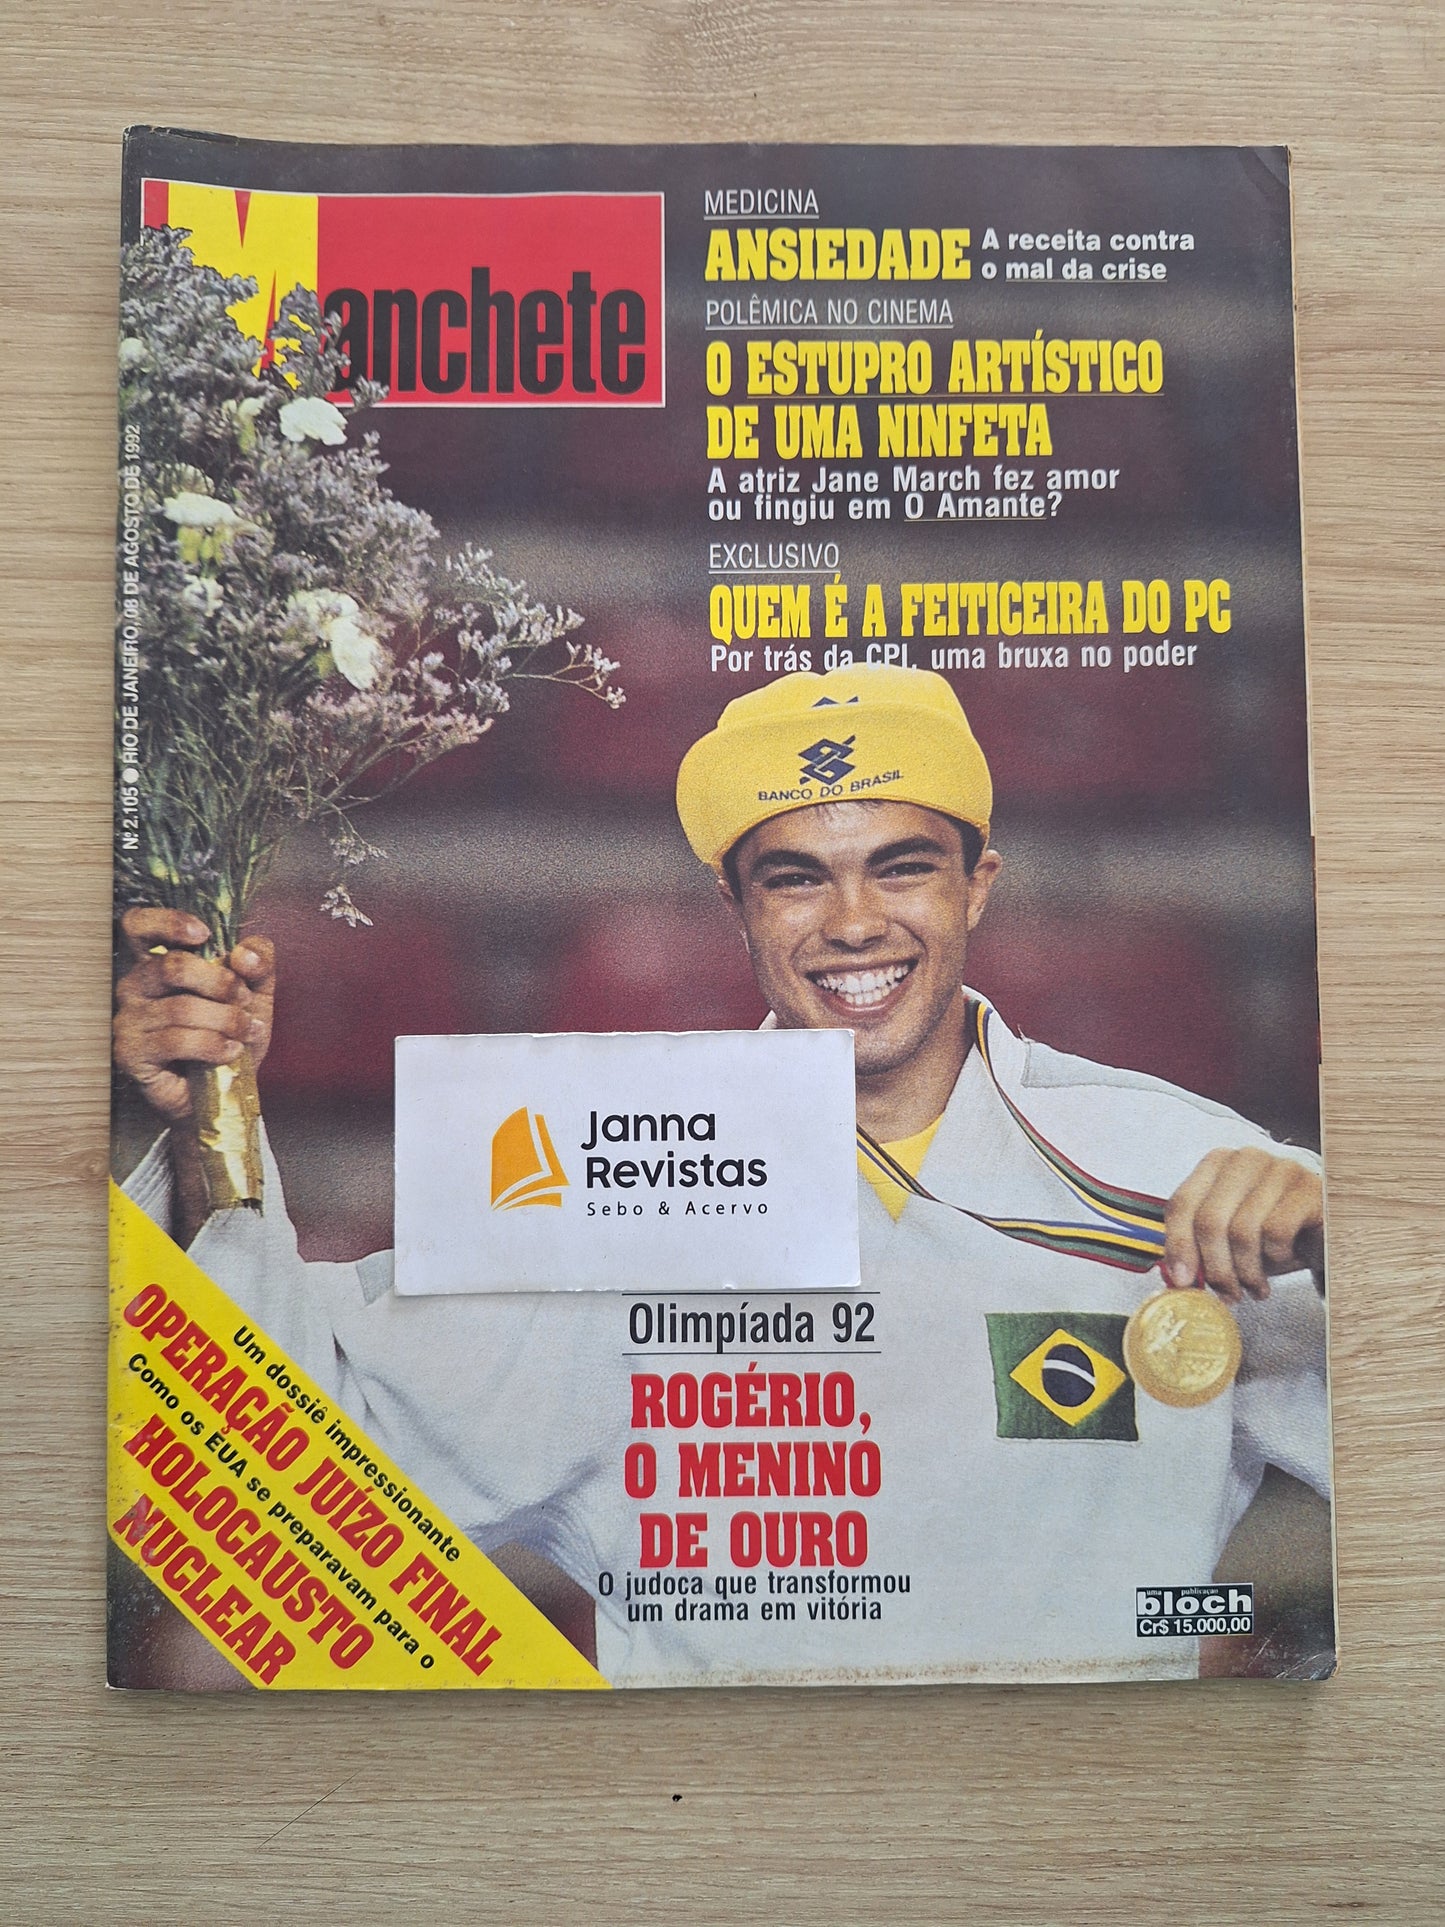 Manchete
Nº 2.105 ● RIO DE JANEIRO, 08 DE AGOSTO DE 1992
MEDICINA
ANSIEDADE A receita contra
o mal da crise
POLÊMICA NO CINEMA
O ESTUPRO ARTÍSTICO
DE UMA NINFETA
A atriz Jane March fez amor
ou fingiu em O Amante?
EXCLUSIVO
QUEM É A FEITICEIRA DO PC
Por trás da CPI, uma bruxa no poder
BANCO DO BRASIL
Janna
Revistas
Sebo & Acervo
Olimpíada 92
ROGÉRIO,
O MENINO
DE OURO
O judoca que transformou
um drama em vitória
Um dossiê impressionante
OPERAÇÃO JUÍZO FINAL
Como os EUA se preparavam para o
HOLOCAUSTO
NUCLEAR
uma publicação
bloch
Cr$ 15.000,00